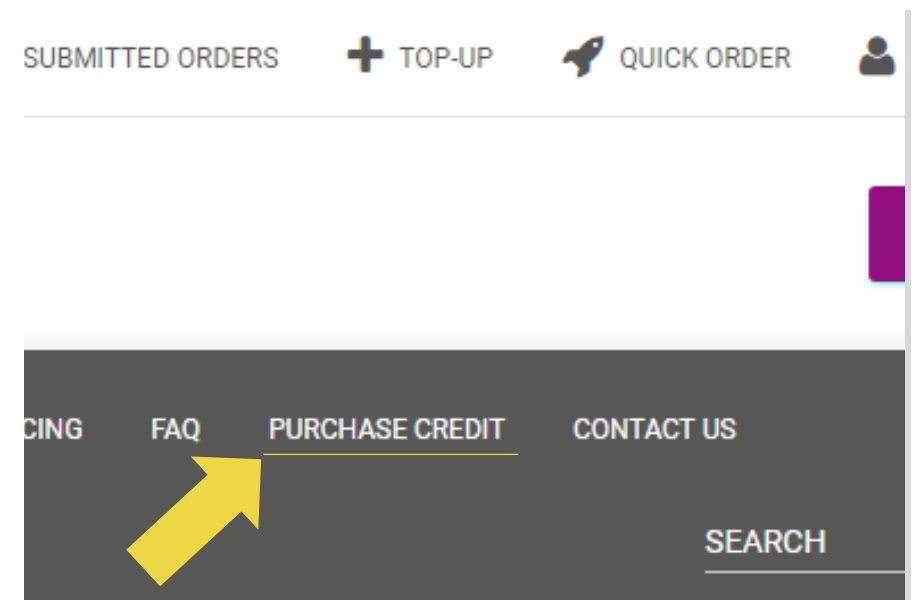 SUBMITTED ORDERS TOP-UP QUICK ORDER
CING FAQ PURCHASE CREDIT CONTACT US
SEARCH